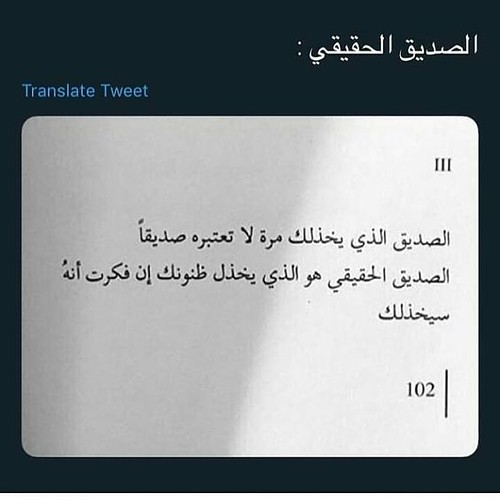 الصديق الحقيقي :
Translate Tweet
III
الصديق الذي يخذلك مرة لا تعتبره صديقاً
الصديق الحقيقي هو الذي يخذل ظنونك إن فكرت أنهُ
سيخذلك
102